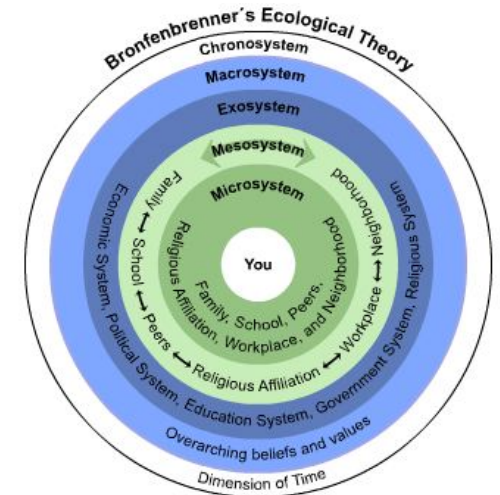 Bronfenbrenner´s Ecological Theory
Chronosystem
Macrosystem
Exosystem
Mesosystem
Microsystem
You
Family, School, Peers,
Religious Affiliation, Workplace, and Neighborhood
Family ↔ School ↔ Peers ↔ Religious Affiliation ↔ Workplace ↔ Neighborhood
Economic System, Political System, Education System, Government System, Religious System
Overarching beliefs and values
Dimension of Time